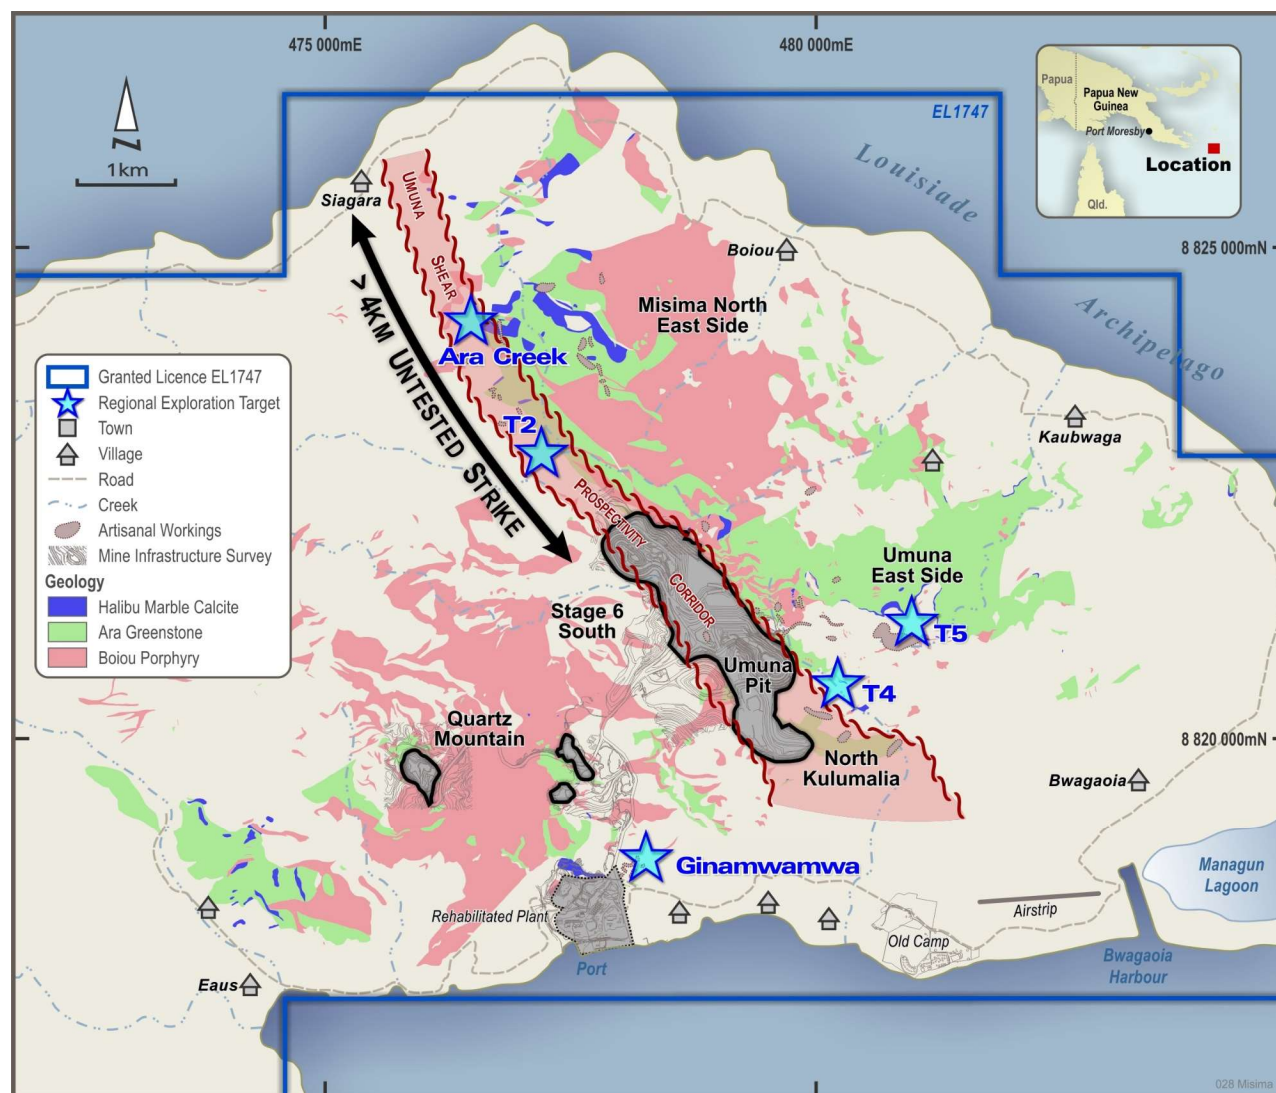 475 000mE
480 000mE
EL1747
Papua
Papua New
Guinea
Port Moresby
Location
Qld.
N
1km
Siagara
UMUNA
SHEAR
Louisiade
Archipelago
Boiou
8 825 000mN
Misima North
East Side
Ara Creek
> 4KM UNTESTED STRIKE
T2
Kaubwaga
Granted Licence EL1747
Regional Exploration Target
Town
Village
Road
Creek
Artisanal Workings
Mine Infrastructure Survey
Geology
Halibu Marble Calcite
Ara Greenstone
Boiou Porphyry
PROSPECTIVITY
CORRIDOR
Umuna
East Side
T5
Stage 6
South
Umuna
Pit
T4
Quartz
Mountain
North
Kulumalia
8 820 000mN
Bwagaoia
Ginamwamwa
Managun
Lagoon
Rehabilitated Plant
Airstrip
Old Camp
Port
Bwagaoia
Harbour
Eaus
028 Misima